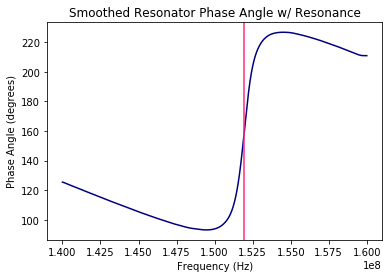 Smoothed Resonator Phase Angle w/ Resonance
Phase Angle (degrees)
220
200
180
160
140
120
100
1.400 1.425 1.450 1.475 1.500 1.525 1.550 1.575 1.600
1e8
Frequency (Hz)